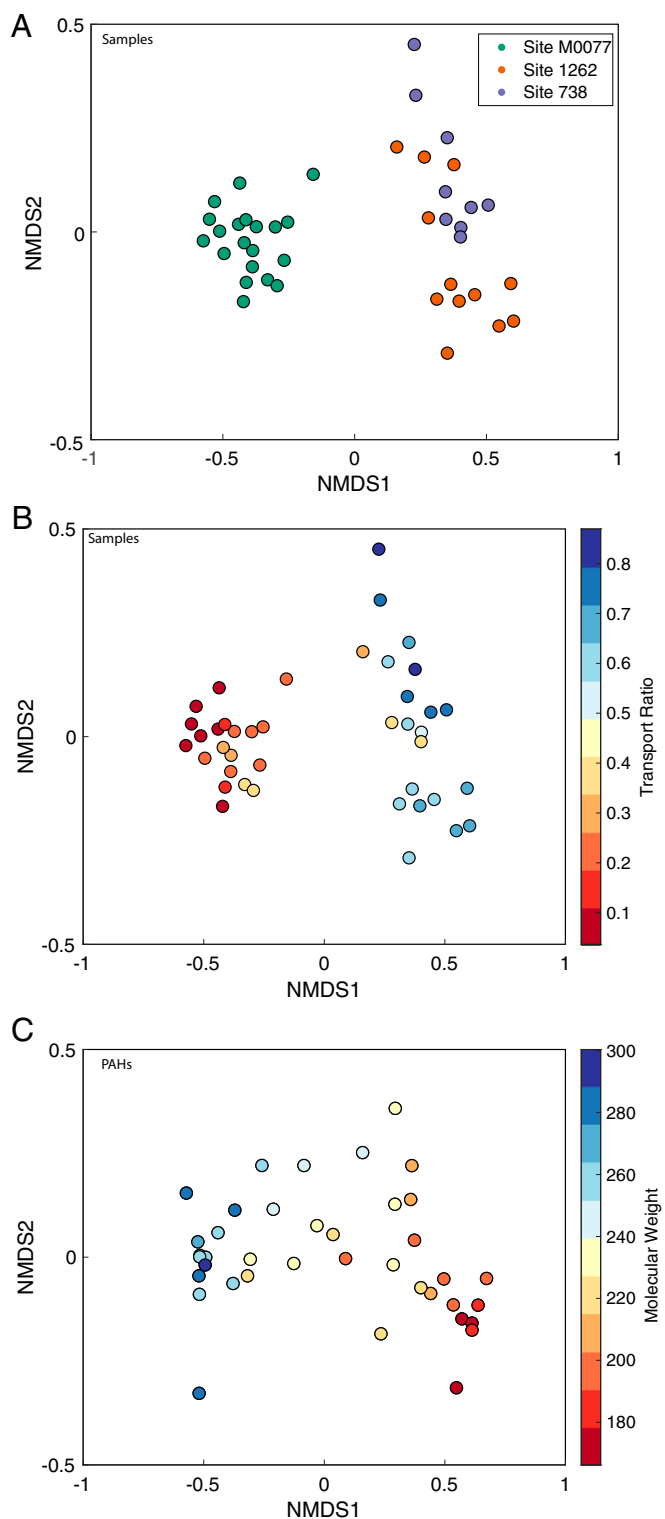 A
Samples
Site M0077
Site 1262
Site 738
0.5
0
-0.5
NMDS2
-1
-0.5
0
0.5
1
NMDS1
B
Samples
0.5
0
-0.5
NMDS2
-1
-0.5
0
0.5
1
NMDS1
0.8
0.7
0.6
0.5
0.4
0.3
0.2
0.1
Transport Ratio
C
PAHs
0.5
0
-0.5
NMDS2
-1
-0.5
0
0.5
1
NMDS1
300
280
260
240
220
200
180
Molecular Weight